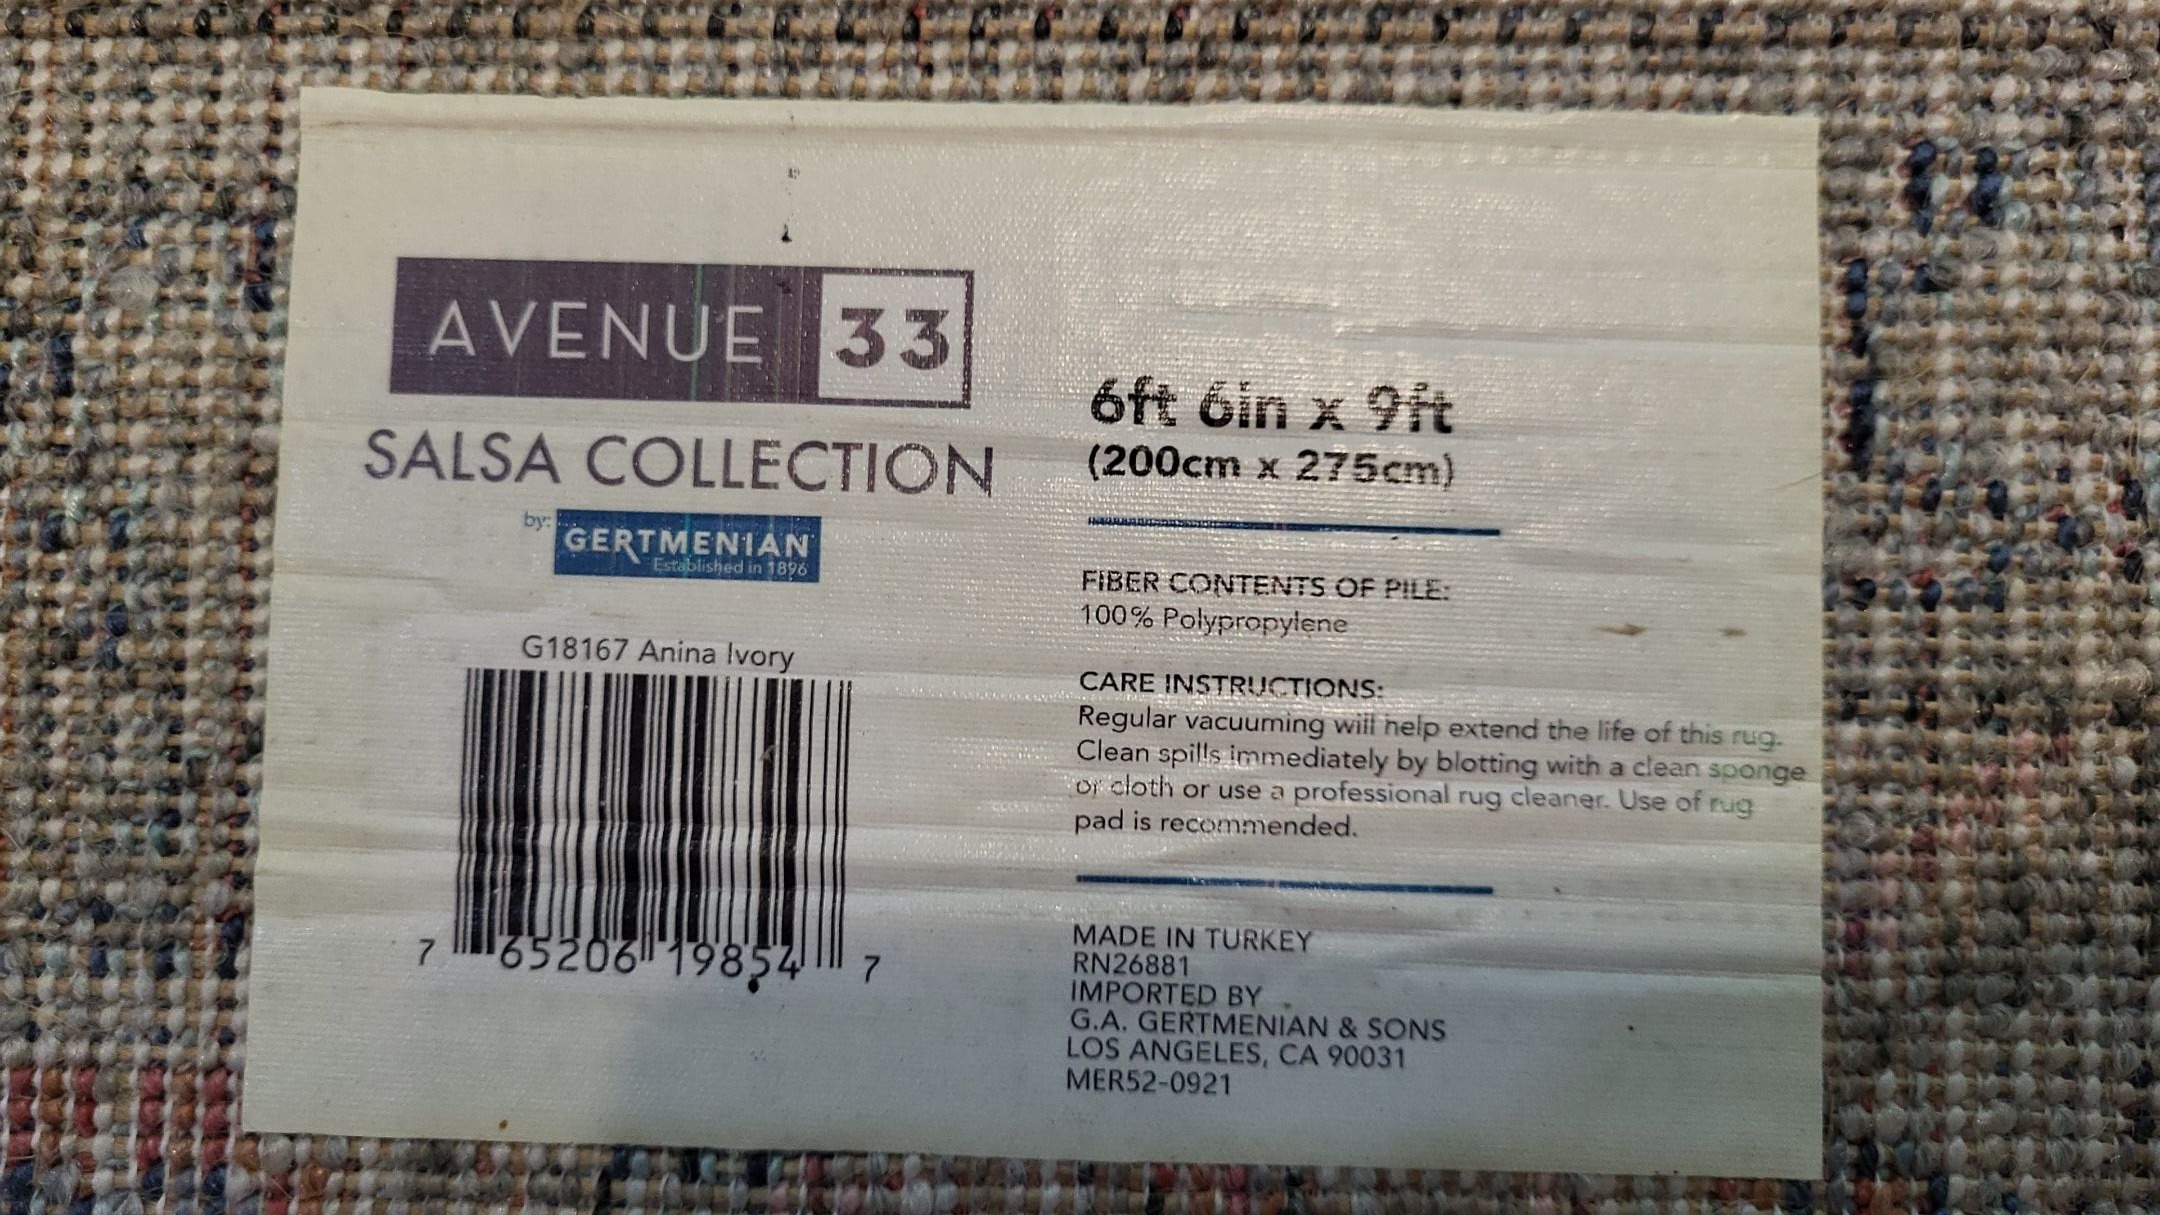 AVENUE 33
SALSA COLLECTION
by: GERTMENIAN
Established in 1896
G18167 Anina Ivory
7 65206 19854 7
6ft 6in x 9ft
(200cm x 275cm)
FIBER CONTENTS OF PILE:
100% Polypropylene
CARE INSTRUCTIONS:
Regular vacuuming will help extend the life of this rug.
Clean spills immediately by blotting with a clean sponge
or cloth or use a professional rug cleaner. Use of rug
pad is recommended.
MADE IN TURKEY
RN26881
IMPORTED BY
G.A. GERTMENIAN & SONS
LOS ANGELES, CA 90031
MER52-0921